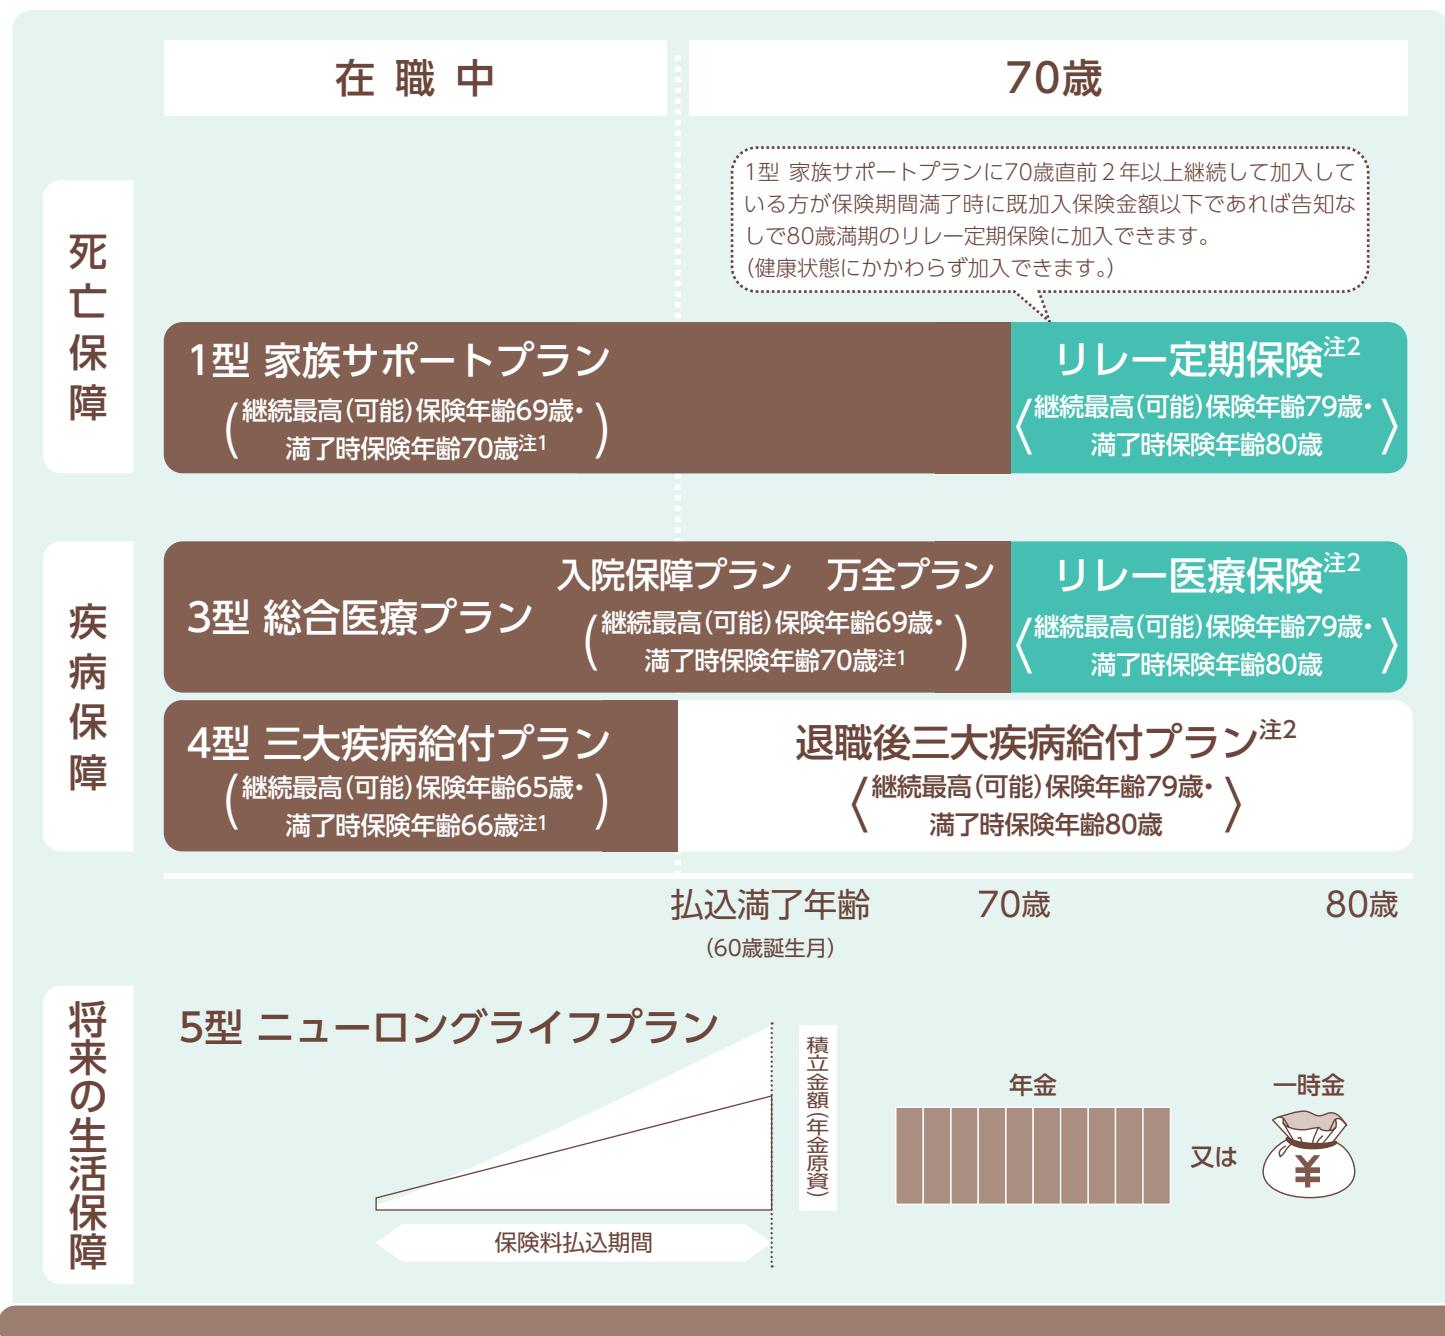 在職中
70歳
1型 家族サポートプランに70歳直前２年以上継続して加入して
いる方が保険期間満了時に既加入保険金額以下であれば告知な
しで80歳満期のリレー定期保険に加入できます。
(健康状態にかかわらず加入できます。)
死亡保障
1型 家族サポートプラン
(継続最高(可能)保険年齢69歳・
満了時保険年齢70歳注1)
リレー定期保険注2
〈継続最高(可能)保険年齢79歳・
満了時保険年齢80歳〉
疾病保障
3型 総合医療プラン
入院保障プラン 万全プラン
(継続最高(可能)保険年齢69歳・
満了時保険年齢70歳注1)
リレー医療保険注2
〈継続最高(可能)保険年齢79歳・
満了時保険年齢80歳〉
4型 三大疾病給付プラン
(継続最高(可能)保険年齢65歳・
満了時保険年齢66歳注1)
退職後三大疾病給付プラン注2
〈継続最高(可能)保険年齢79歳・
満了時保険年齢80歳〉
払込満了年齢
(60歳誕生月)
70歳
80歳
将来の生活保障
5型 ニューロングライフプラン
積立金額(年金原資)
保険料払込期間
年金
又は
一時金
¥